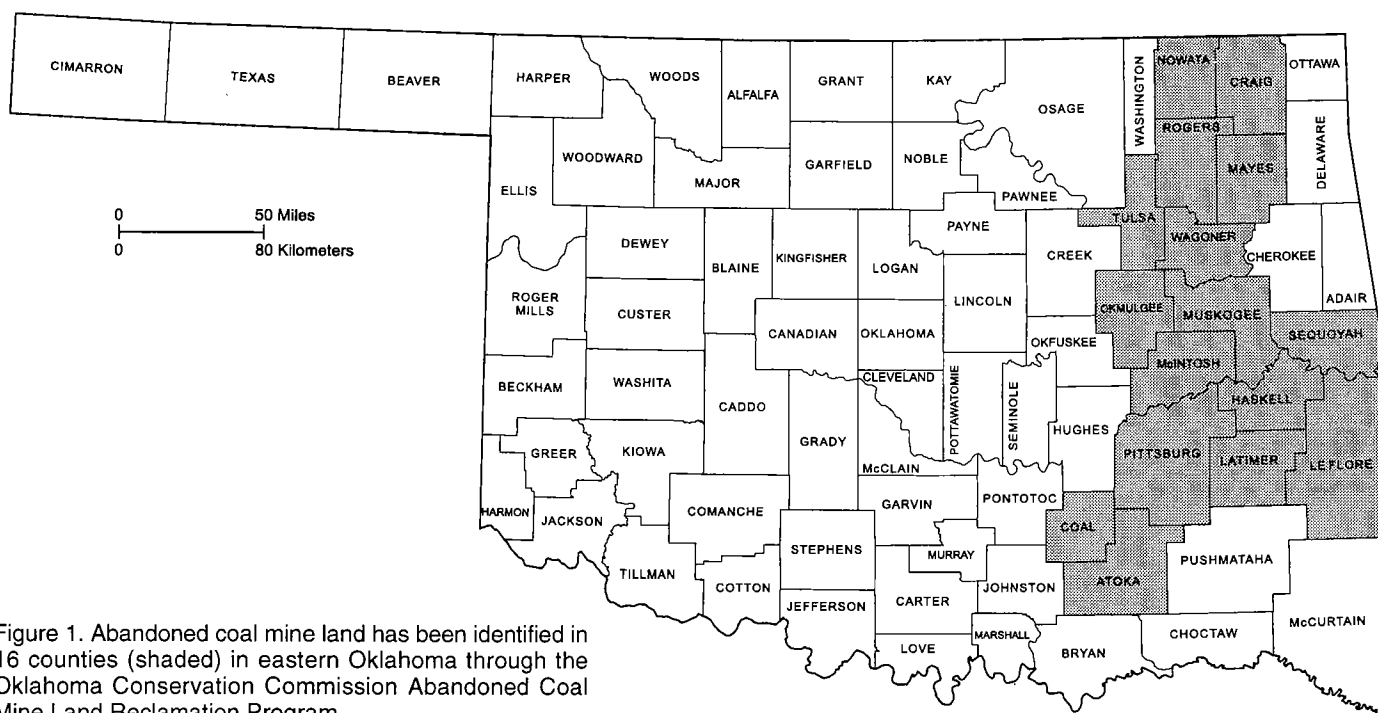 CIMARRON
TEXAS
BEAVER
HARPER
WOODS
ALFALFA
GRANT
KAY
OSAGE
WASHINGTON
NOWATA
CRAIG
OTTAWA
ROGERS
DELAWARE
WOODWARD
MAJOR
GARFIELD
NOBLE
PAWNEE
MAYES
ELLIS
0 50 Miles
0 80 Kilometers
DEWEY
BLAINE
KINGFISHER
LOGAN
PAYNE
CREEK
TULSA
WAGONER
CHEROKEE
ADAIR
ROGER
MILLS
CUSTER
CANADIAN
OKLAHOMA
LINCOLN
OKMULGEE
MUSKOGEE
SEQUOYAH
OKFUSKEE
McINTOSH
BECKHAM
WASHITA
CADDO
CLEVELAND
POTTAWATOMIE
SEMINOLE
HUGHES
HASKELL
GREER
KIOWA
GRADY
McCLAIN
PITTSBURG
LATIMER
LE FLORE
HARMON
JACKSON
COMANCHE
GARVIN
PONTOTOC
COAL
STEPHENS
MURRAY
PUSHMATAHA
TILLMAN
COTTON
JEFFERSON
CARTER
JOHNSTON
ATOKA
LOVE
MARSHALL
BRYAN
CHOCTAW
McCURTAIN
Figure 1. Abandoned coal mine land has been identified in
16 counties (shaded) in eastern Oklahoma through the
Oklahoma Conservation Commission Abandoned Coal
Mine Land Reclamation Program.